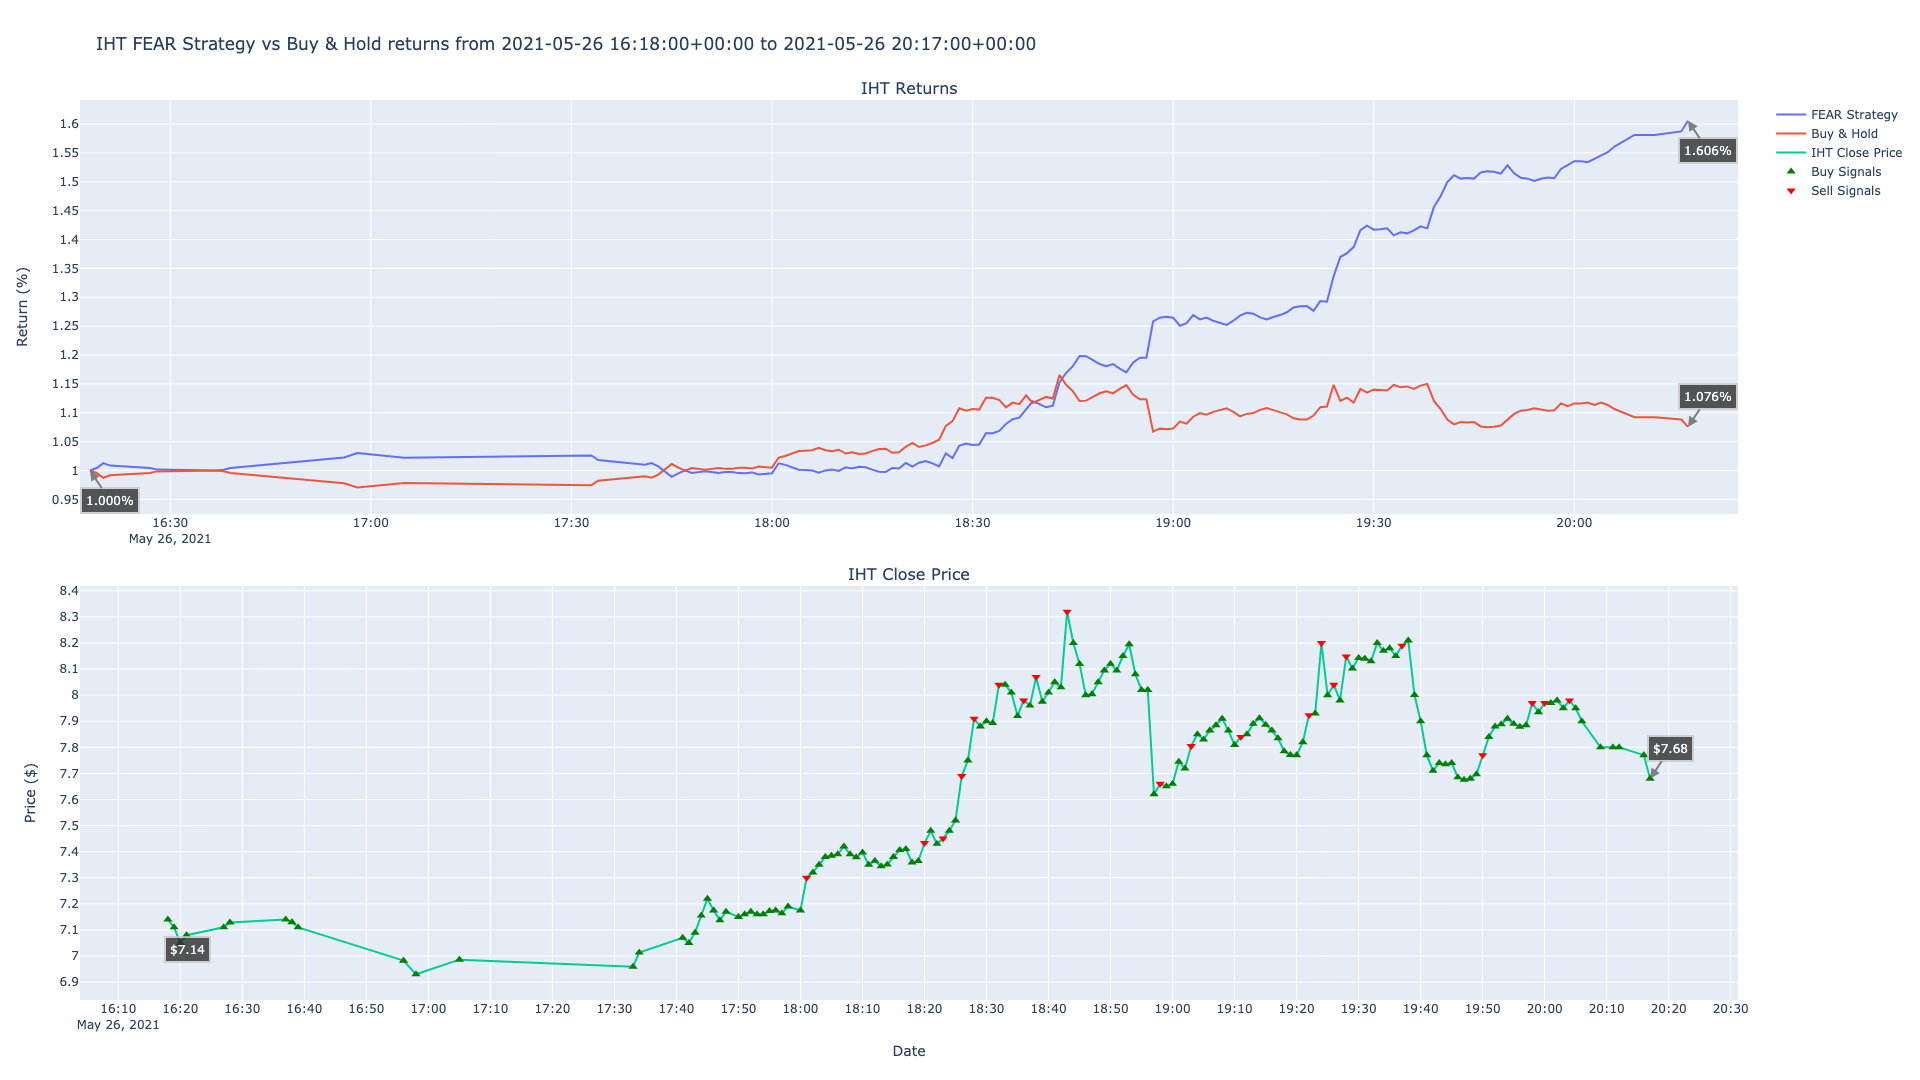 IHT FEAR Strategy vs Buy & Hold returns from 2021-05-26 16:18:00+00:00 to 2021-05-26 20:17:00+00:00
IHT Returns
FEAR Strategy
Buy & Hold
IHT Close Price
Buy Signals
Sell Signals
Return (%)
1.6
1.55
1.5
1.45
1.4
1.35
1.3
1.25
1.2
1.15
1.1
1.05
1
0.95
1.606%
1.076%
1.000%
16:30 17:00 17:30 18:00 18:30 19:00 19:30 20:00
May 26, 2021
IHT Close Price
Price ($)
8.4
8.3
8.2
8.1
8
7.9
7.8
7.7
7.6
7.5
7.4
7.3
7.2
7.1
7
6.9
$7.68
$7.14
16:10 16:20 16:30 16:40 16:50 17:00 17:10 17:20 17:30 17:40 17:50 18:00 18:10 18:20 18:30 18:40 18:50 19:00 19:10 19:20 19:30 19:40 19:50 20:00 20:10 20:20 20:30
May 26, 2021
Date